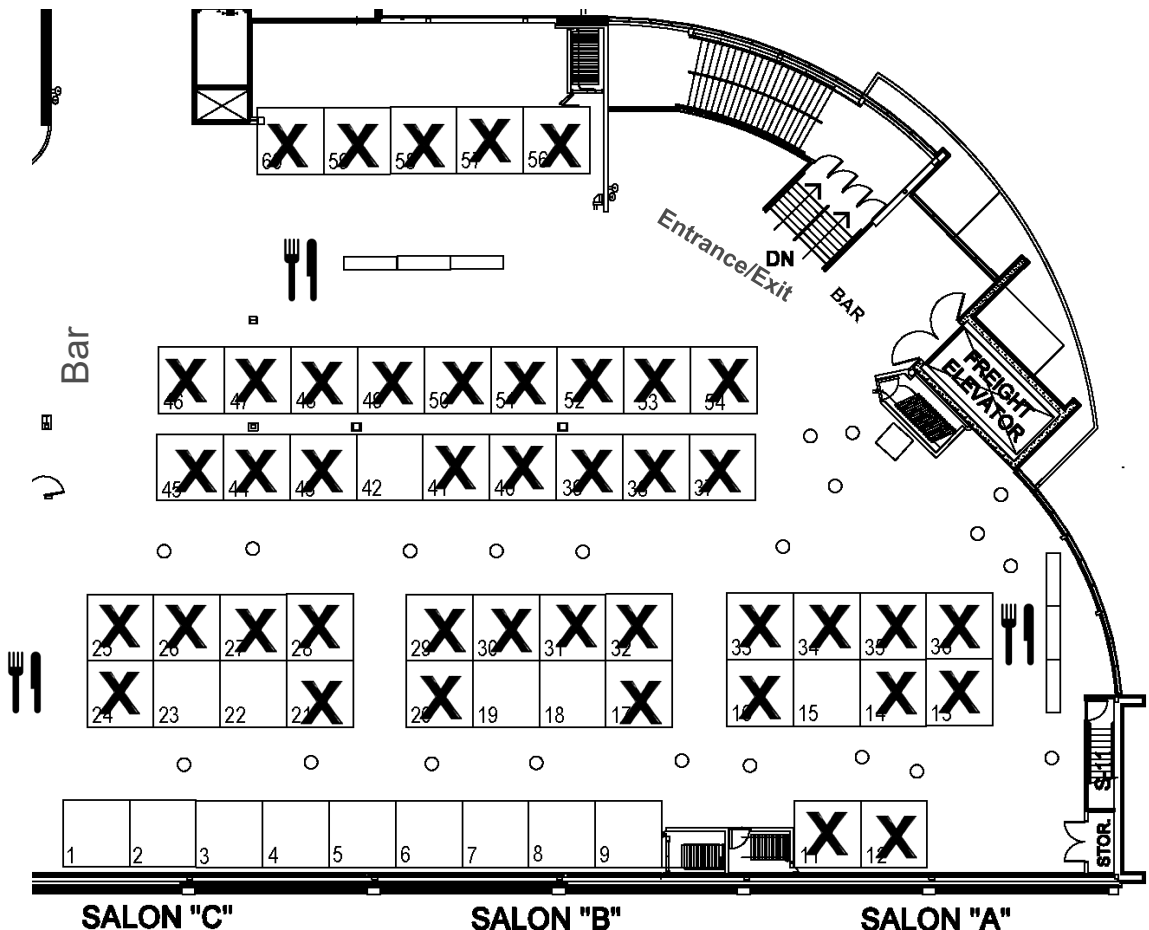 60 59 58 57 56
Entrance/Exit
DN
BAR
Bar
FREIGHT
ELEVATOR
46 47 48 49 50 51 52 53 54
45 44 43 42 41 40 39 38 37
25 26 27 28 29 30 31 32 33 34 35 36
24 23 22 21 20 19 18 17 16 15 14 13
STOR.
1 2 3 4 5 6 7 8 9 11 12
SALON "C" SALON "B" SALON "A"